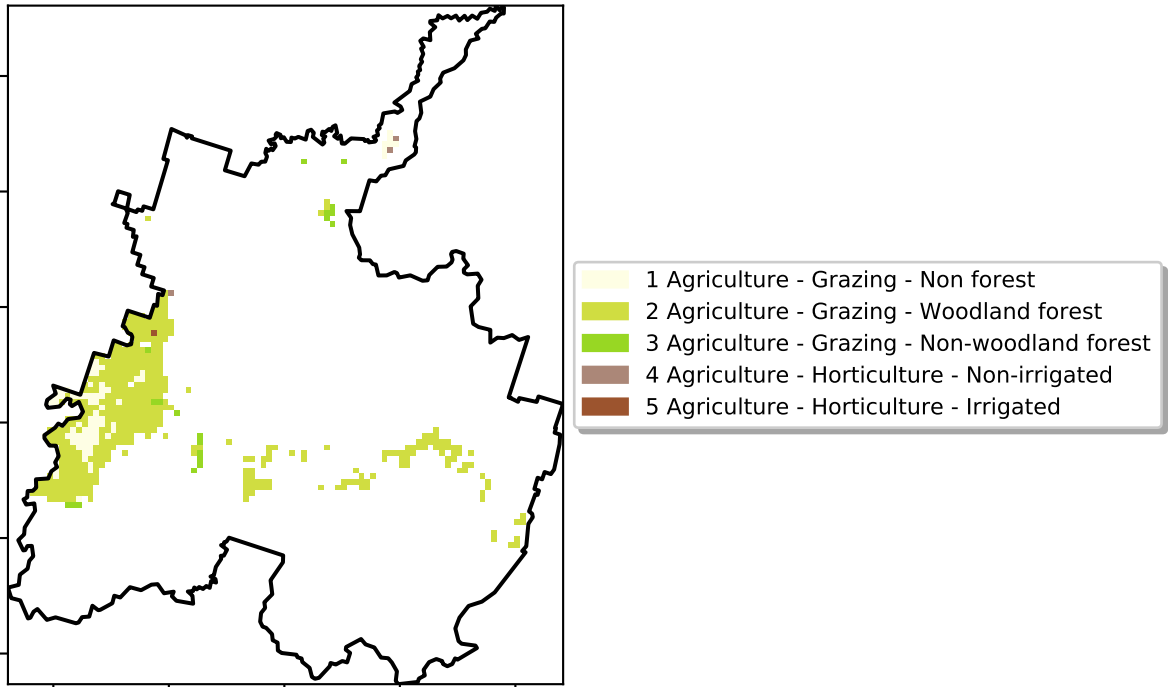 1 Agriculture - Grazing - Non forest
2 Agriculture - Grazing - Woodland forest
3 Agriculture - Grazing - Non-woodland forest
4 Agriculture - Horticulture - Non-irrigated
5 Agriculture - Horticulture - Irrigated